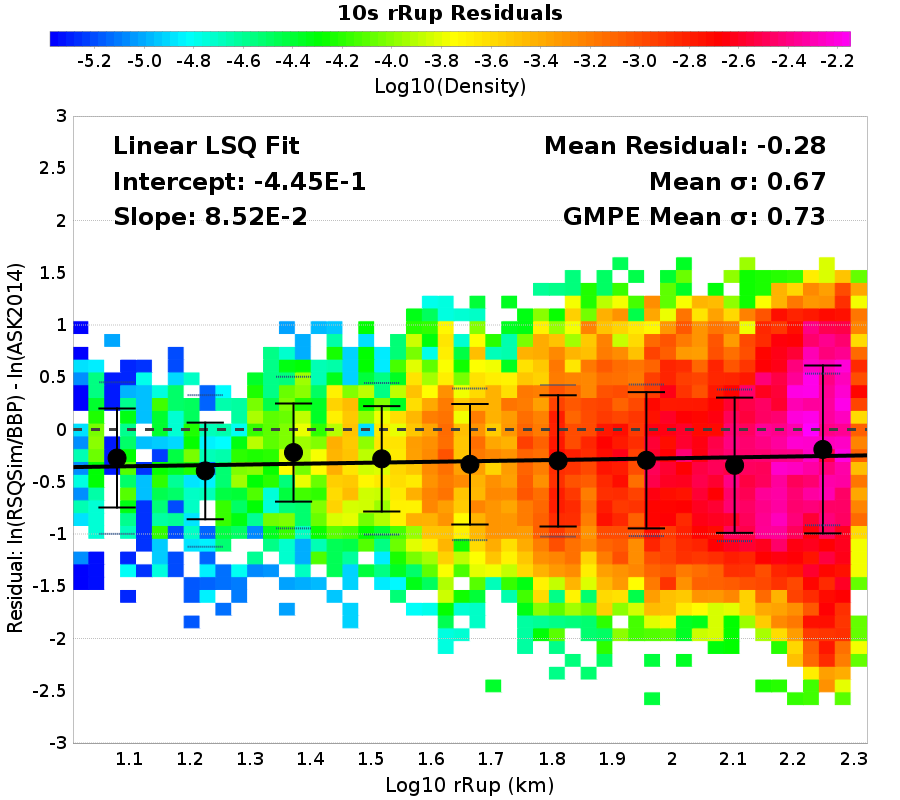 10s rRup Residuals
-5.2 -5.0 -4.8 -4.6 -4.4 -4.2 -4.0 -3.8 -3.6 -3.4 -3.2 -3.0 -2.8 -2.6 -2.4 -2.2
Log10(Density)
Linear LSQ Fit
Intercept: -4.45E-1
Slope: 8.52E-2
Mean Residual: -0.28
Mean σ: 0.67
GMPE Mean σ: 0.73
Residual: ln(RSQSim/BBP) - ln(ASK2014)
3
2.5
2
1.5
1
0.5
0
-0.5
-1
-1.5
-2
-2.5
-3
1.1 1.2 1.3 1.4 1.5 1.6 1.7 1.8 1.9 2 2.1 2.2 2.3
Log10 rRup (km)